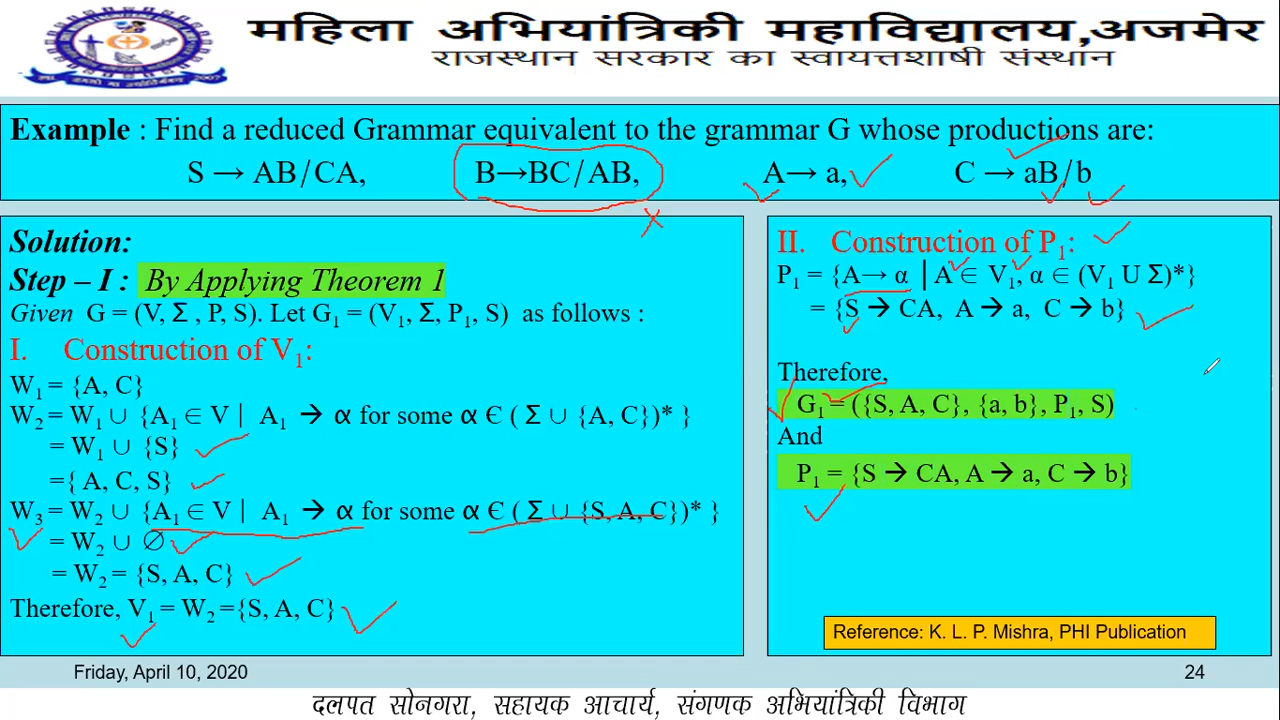 महिला अभियांत्रिकी महाविद्यालय,अजमेर
राजस्थान सरकार का स्वायत्तशाषी संस्थान
Example : Find a reduced Grammar equivalent to the grammar G whose productions are:
S → AB/CA, B→BC/AB, A→ a, C → aB/b
Solution:
Step – I : By Applying Theorem 1
Given G = (V, Σ , P, S). Let G₁ = (V₁, Σ, P₁, S) as follows :
I. Construction of V₁:
W₁ = {A, C}
W₂ = W₁ ∪ {A₁ ∈ V | A₁ → α for some α Є ( Σ ∪ {A, C})* }
= W₁ ∪ {S}
={ A, C, S}
W₃ = W₂ ∪ {A₁ ∈ V | A₁ → α for some α Є ( Σ ∪ {S, A, C})* }
= W₂ ∪ ∅
= W₂ = {S, A, C}
Therefore, V₁ = W₂ ={S, A, C}
II. Construction of P₁:
P₁ = {A→ α | A ∈ V₁, α ∈ (V₁ U Σ)*}
= {S → CA, A → a, C → b}
Therefore,
G₁ = ({S, A, C}, {a, b}, P₁, S)
And
P₁ = {S → CA, A → a, C → b}
Reference: K. L. P. Mishra, PHI Publication
Friday, April 10, 2020
24
दलपत सोनगरा, सहायक आचार्य, संगणक अभियांत्रिकी विभाग